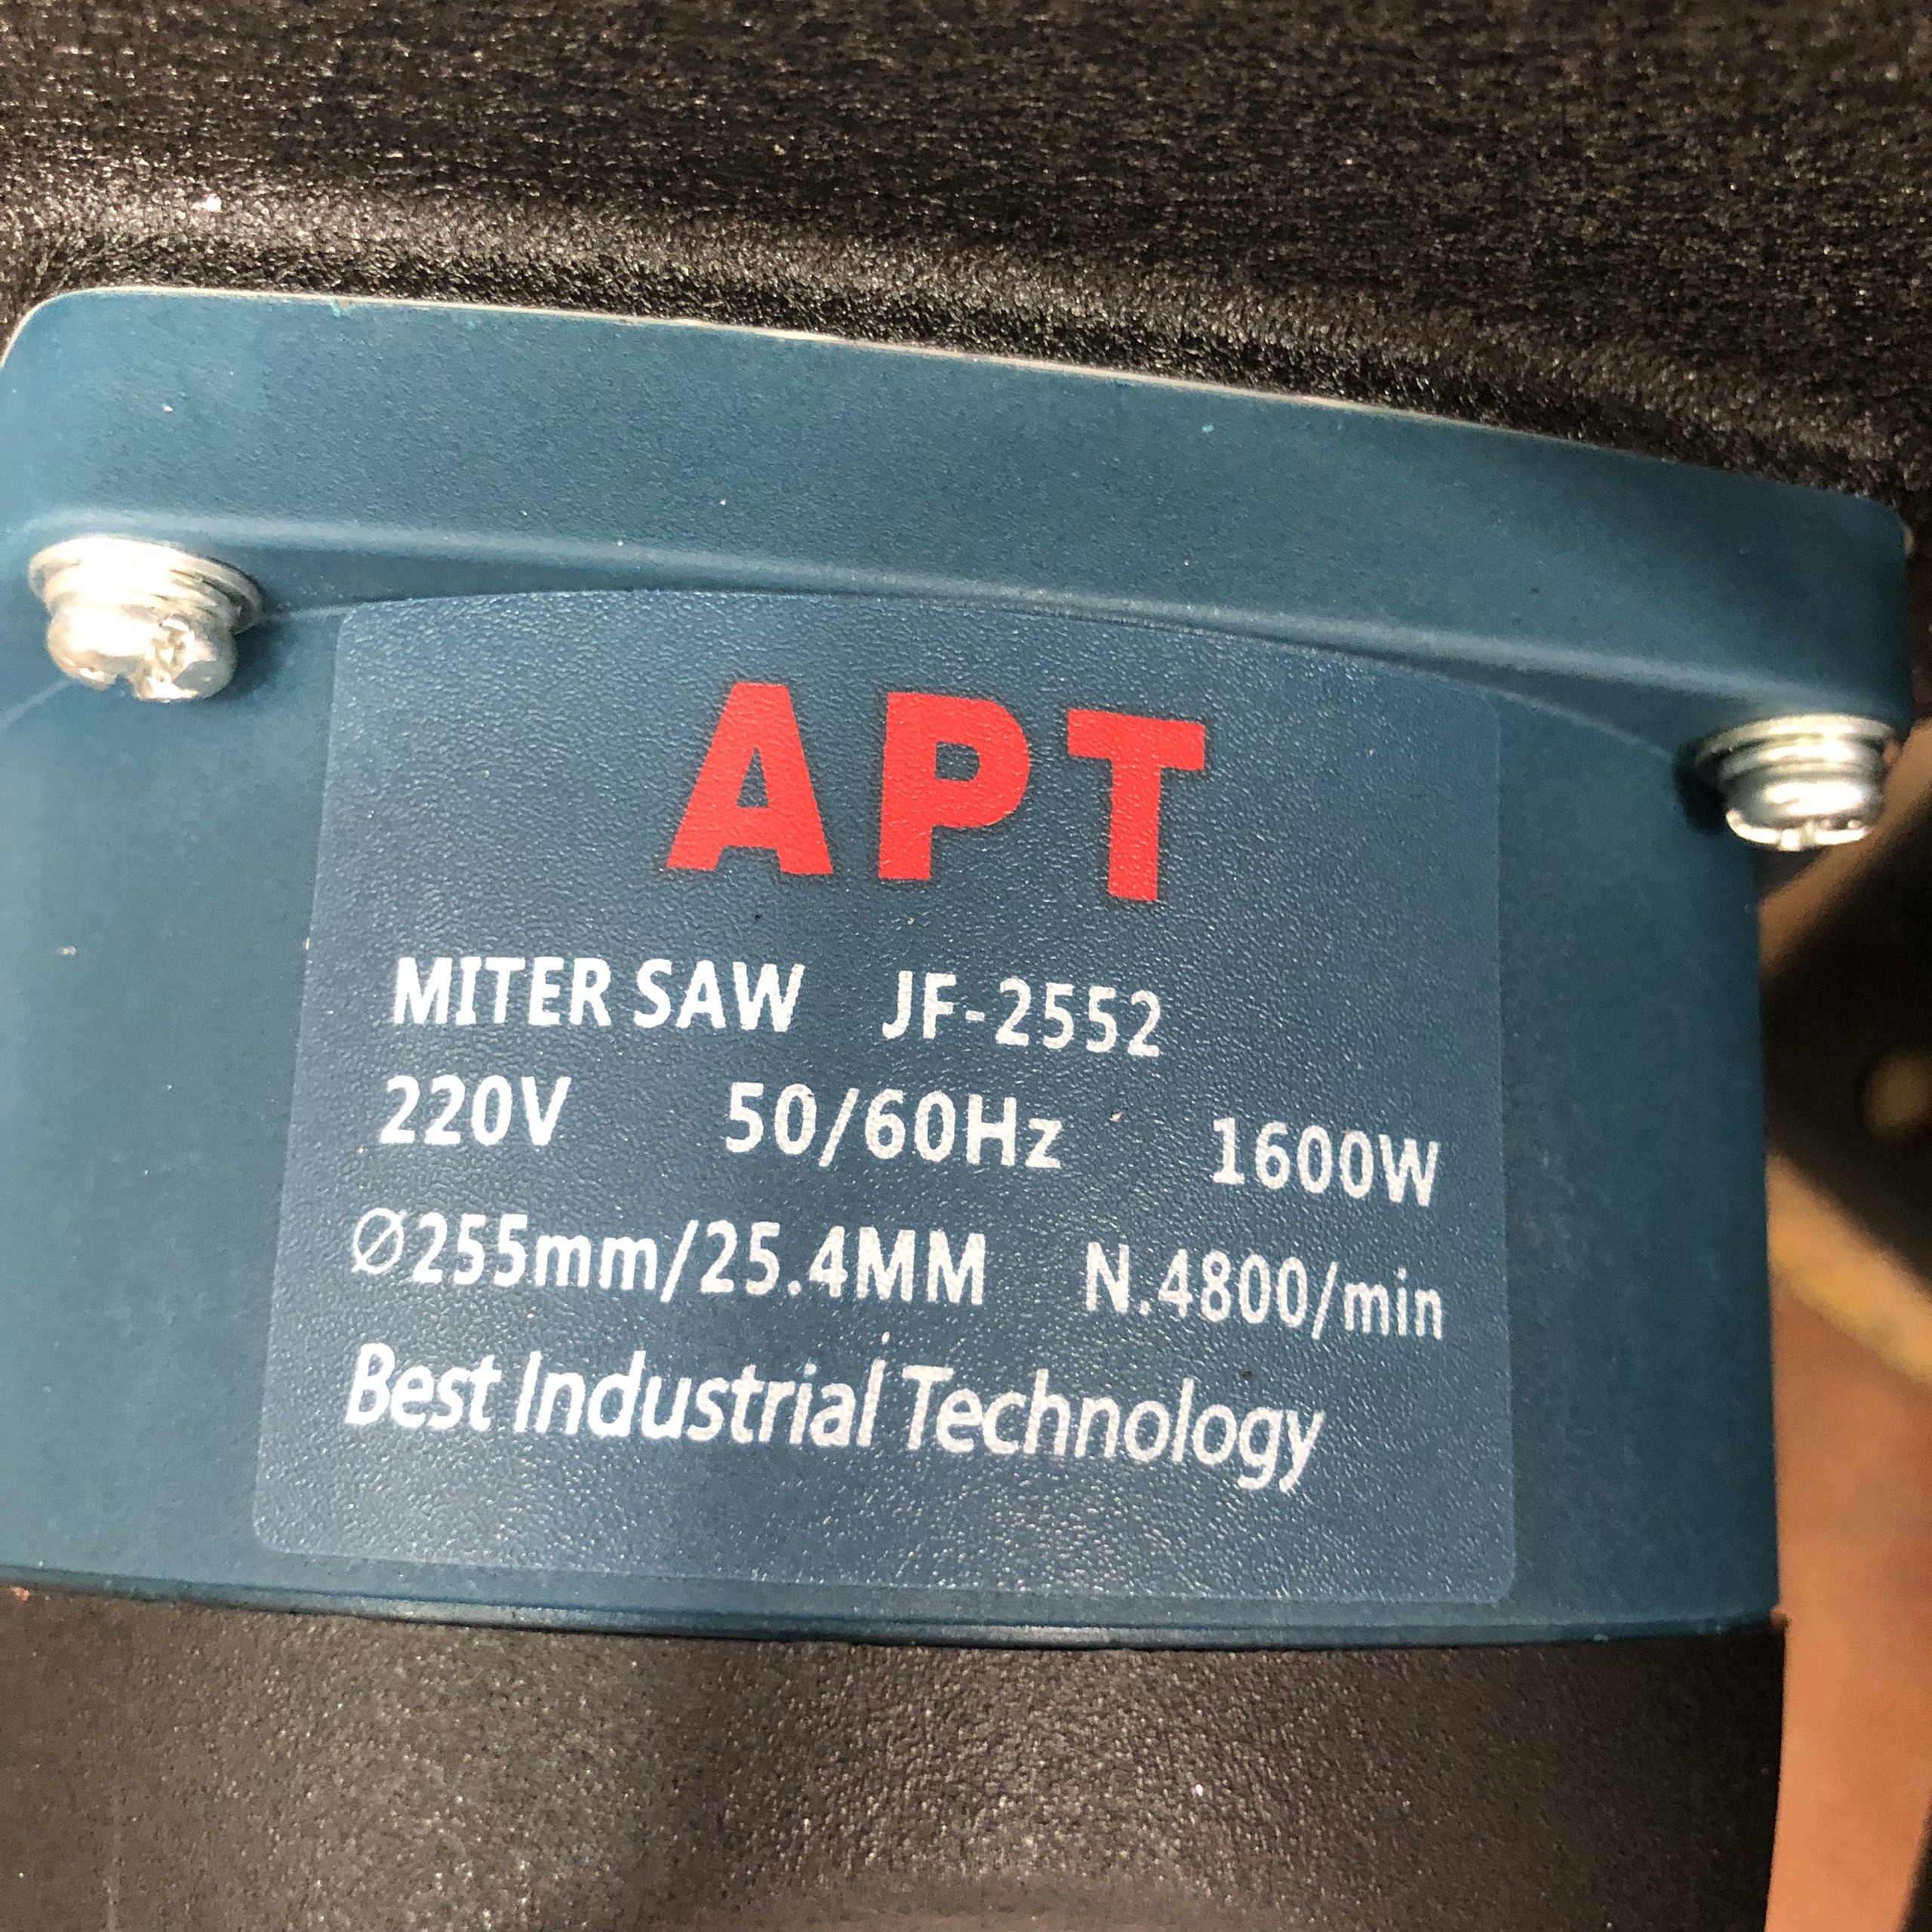 APT
MITER SAW JF-2552
220V 50/60Hz 1600W
Ø255mm/25.4MM N.4800/min
Best Industrial Technology